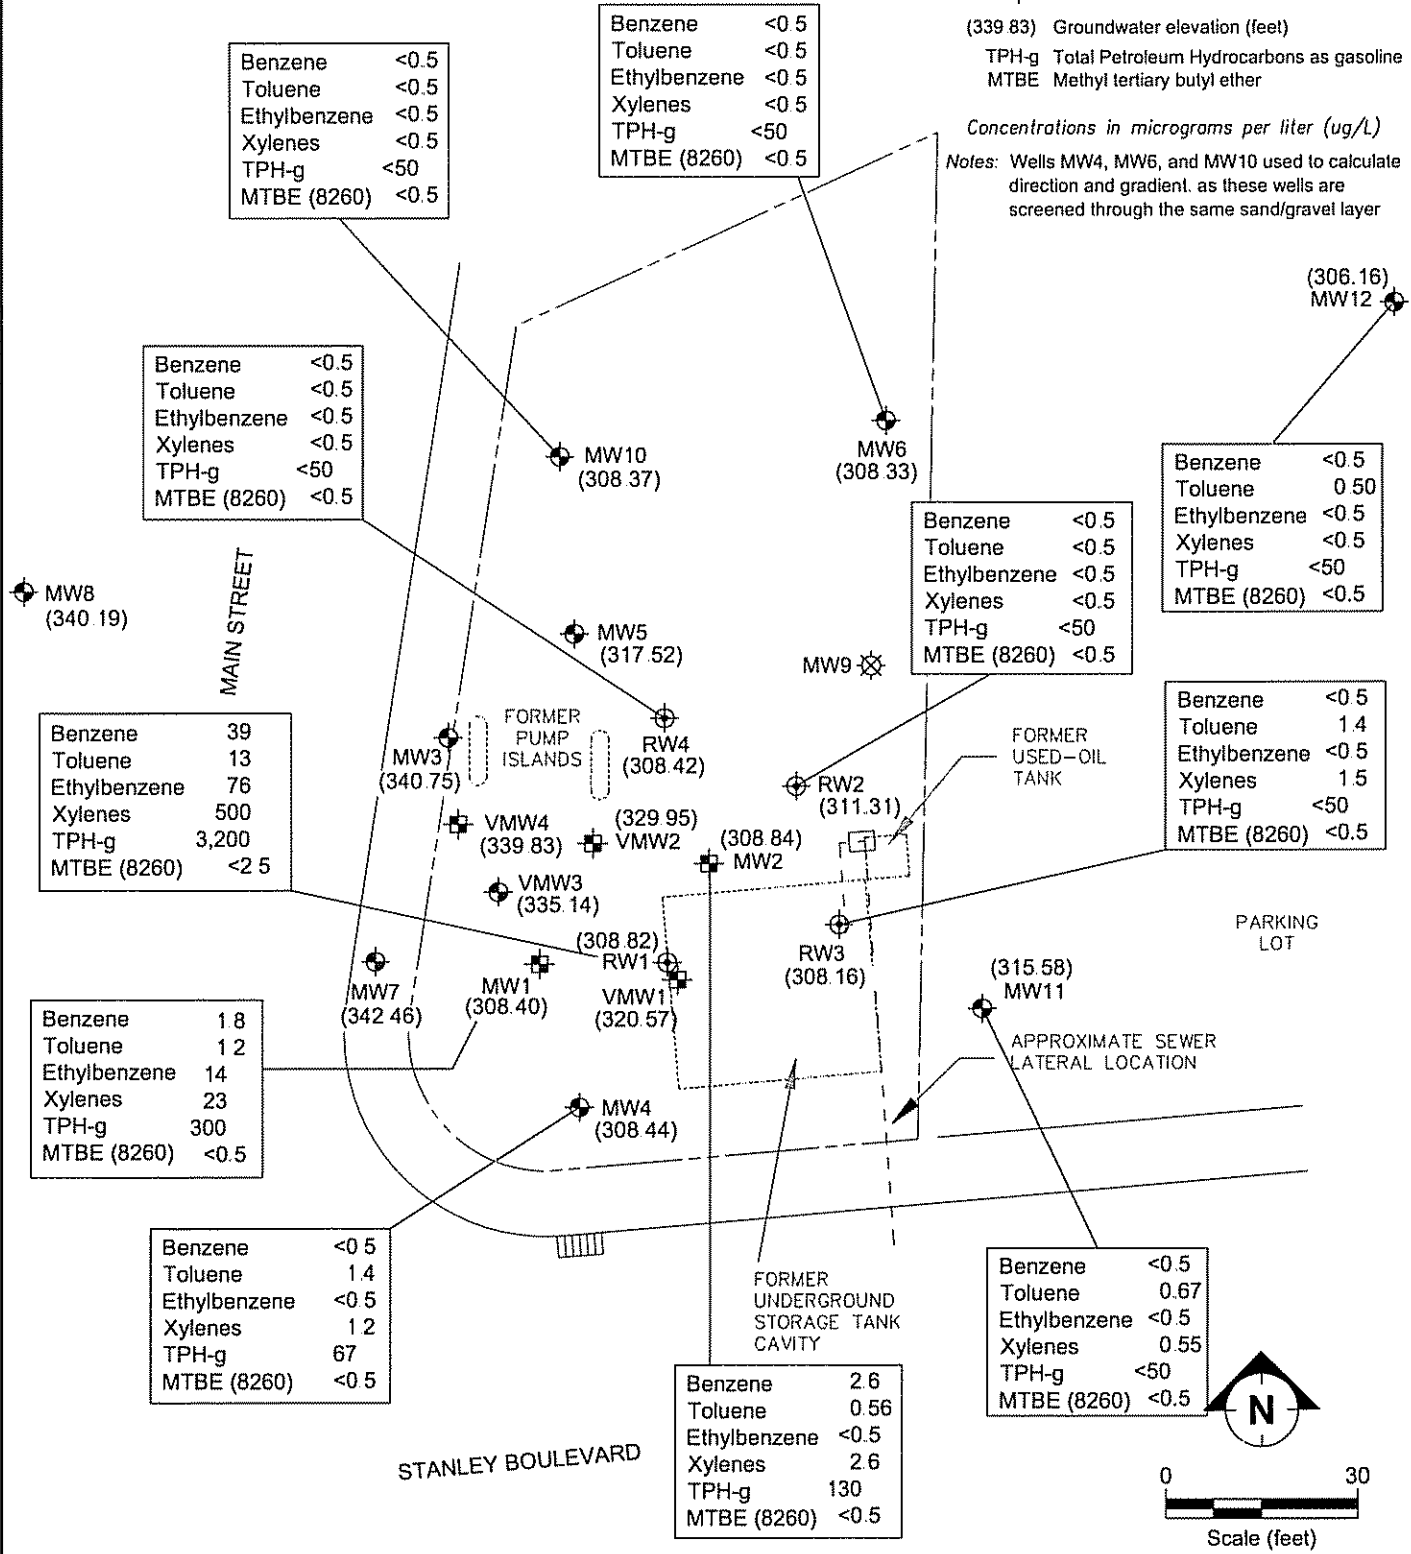 (339 83) Groundwater elevation (feet)
TPH-g Total Petroleum Hydrocarbons as gasoline
MTBE Methyl tertiary butyl ether
Concentrations in micrograms per liter (ug/L)
Notes: Wells MW4, MW6, and MW10 used to calculate
direction and gradient. as these wells are
screened through the same sand/gravel layer
Benzene <0.5
Toluene <0.5
Ethylbenzene <0.5
Xylenes <0.5
TPH-g <50
MTBE (8260) <0.5
Benzene <0 5
Toluene <0.5
Ethylbenzene <0.5
Xylenes <0.5
TPH-g <50
MTBE (8260) <0.5
(306.16)
MW12
Benzene <0.5
Toluene <0.5
Ethylbenzene <0.5
Xylenes <0.5
TPH-g <50
MTBE (8260) <0.5
MW10
(308.37)
MW6
(308.33)
Benzene <0.5
Toluene 0 50
Ethylbenzene <0.5
Xylenes <0.5
TPH-g <50
MTBE (8260) <0.5
Benzene <0.5
Toluene <0.5
Ethylbenzene <0.5
Xylenes <0.5
TPH-g <50
MTBE (8260) <0.5
MW8
(340.19)
MAIN STREET
MW5
(317.52)
MW9
Benzene <0.5
Toluene 1.4
Ethylbenzene <0.5
Xylenes 1.5
TPH-g <50
MTBE (8260) <0.5
Benzene 39
Toluene 13
Ethylbenzene 76
Xylenes 500
TPH-g 3,200
MTBE (8260) <2 5
MW3
(340.75)
FORMER
PUMP
ISLANDS
RW4
(308.42)
RW2
(311.31)
FORMER
USED-OIL
TANK
VMW4
(339.83)
(329.95)
VMW2
(308.84)
MW2
VMW3
(335.14)
(308.82)
RW1
RW3
(308.16)
PARKING
LOT
MW7
(342 46)
MW1
(308.40)
VMW1
(320.57)
(315.58)
MW11
Benzene 1.8
Toluene 1 2
Ethylbenzene 14
Xylenes 23
TPH-g 300
MTBE (8260) <0.5
APPROXIMATE SEWER
LATERAL LOCATION
MW4
(308.44)
Benzene <0 5
Toluene 1.4
Ethylbenzene <0.5
Xylenes 1.2
TPH-g 67
MTBE (8260) <0.5
FORMER
UNDERGROUND
STORAGE TANK
CAVITY
Benzene <0.5
Toluene 0.67
Ethylbenzene <0.5
Xylenes 0.55
TPH-g <50
MTBE (8260) <0.5
Benzene 2.6
Toluene 0.56
Ethylbenzene <0.5
Xylenes 2.6
TPH-g 130
MTBE (8260) <0.5
STANLEY BOULEVARD
N
0 30
Scale (feet)